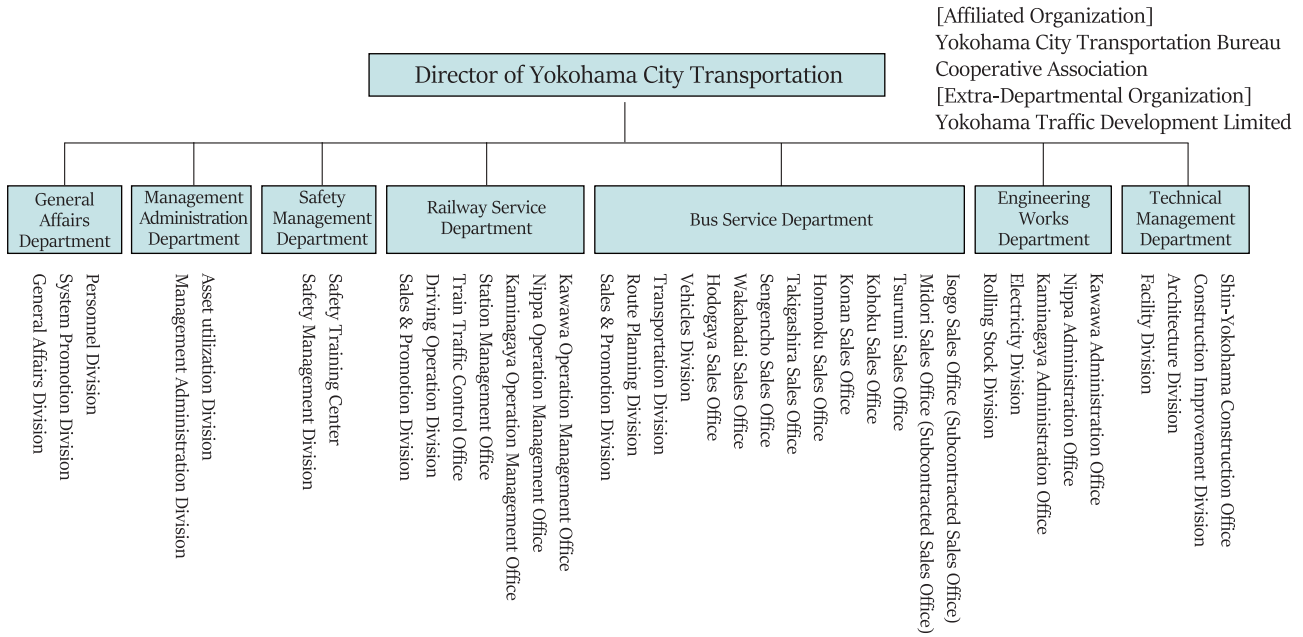 [Affiliated Organization]
Yokohama City Transportation Bureau
Cooperative Association
[Extra-Departmental Organization]
Yokohama Traffic Development Limited
Director of Yokohama City Transportation
General
Affairs
Department
General Affairs Division
System Promotion Division
Personnel Division
Management
Administration
Department
Management Administration Division
Asset utilization Division
Safety
Management
Department
Safety Management Division
Safety Training Center
Railway Service
Department
Sales & Promotion Division
Driving Operation Division
Train Traffic Control Office
Station Management Office
Kaminagaya Operation Management Office
Nippa Operation Management Office
Kawawa Operation Management Office
Bus Service Department
Sales & Promotion Division
Route Planning Division
Transportation Division
Vehicles Division
Hodogaya Sales Office
Wakabadai Sales Office
Sengencho Sales Office
Takigashira Sales Office
Honmoku Sales Office
Konan Sales Office
Kohoku Sales Office
Tsurumi Sales Office
Midori Sales Office (Subcontracted Sales Office)
Isogo Sales Office (Subcontracted Sales Office)
Engineering
Works
Department
Rolling Stock Division
Electricity Division
Kaminagaya Administration Office
Nippa Administration Office
Kawawa Administration Office
Technical
Management
Department
Facility Division
Architecture Division
Construction Improvement Division
Shin-Yokohama Construction Office